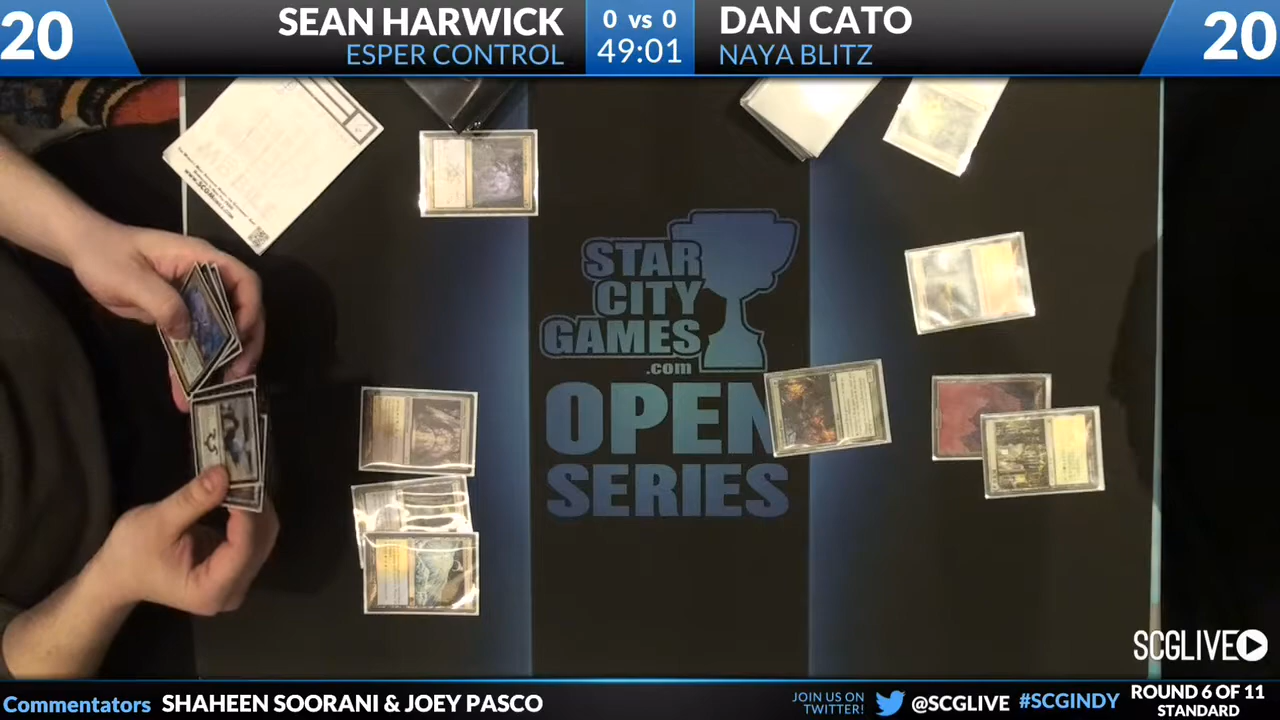 20
SEAN HARWICK
ESPER CONTROL
0 vs 0
49:01
DAN CATO
NAYA BLITZ
20
STAR
CITY
GAMES
.com
OPEN
SERIES
SCGLIVE
Commentators SHAHEEN SOORANI & JOEY PASCO
JOIN US ON
TWITTER!
@SCGLIVE #SCGINDY
ROUND 6 OF 11
STANDARD